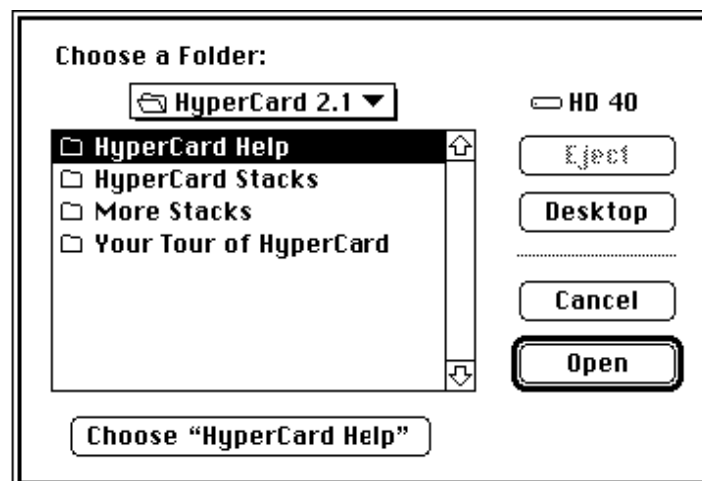 Choose a Folder:
HyperCard 2.1
HD 40
HyperCard Help
Eject
HyperCard Stacks
More Stacks
Desktop
Your Tour of HyperCard
Cancel
Open
Choose “HyperCard Help”